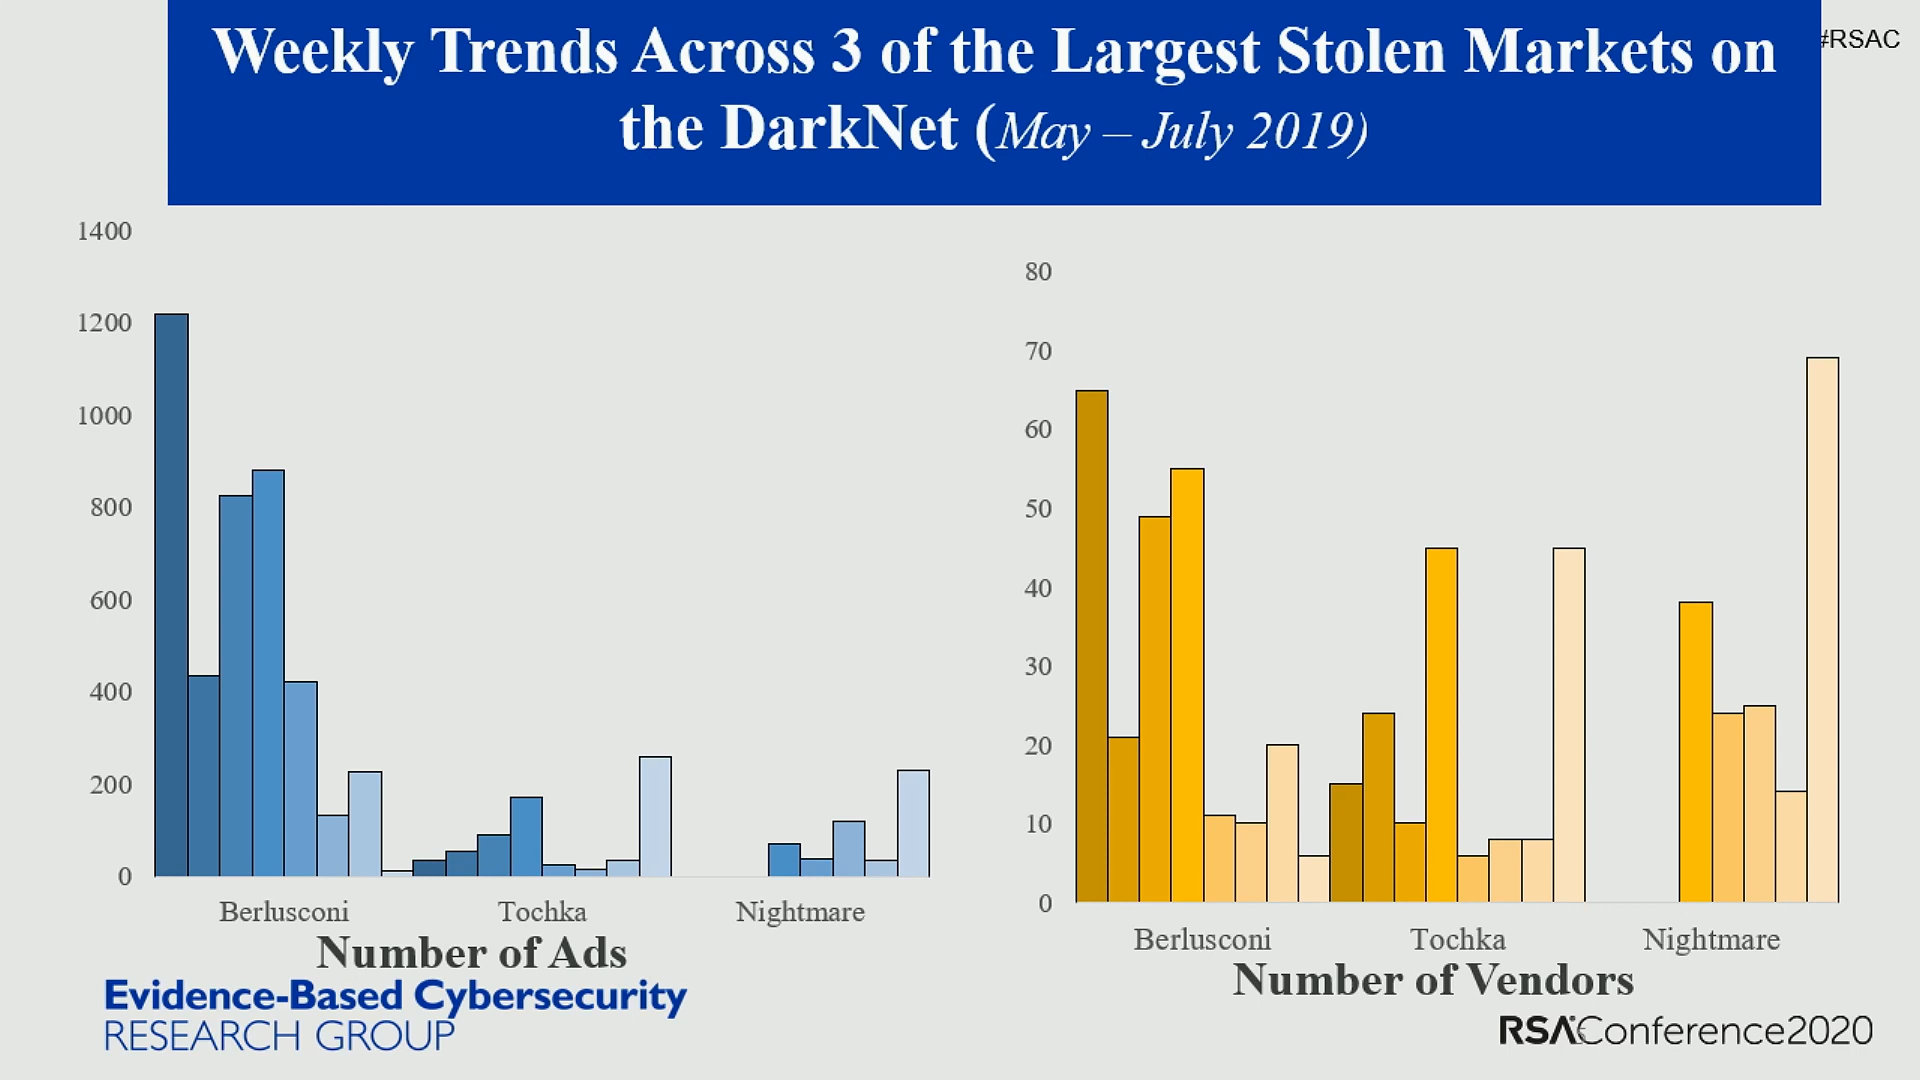 Weekly Trends Across 3 of the Largest Stolen Markets on
the DarkNet (May – July 2019)
#RSAC
1400
1200
1000
800
600
400
200
0
Berlusconi
Tochka
Nightmare
Number of Ads
80
70
60
50
40
30
20
10
0
Berlusconi
Tochka
Nightmare
Number of Vendors
Evidence-Based Cybersecurity
RESEARCH GROUP
RSAConference2020